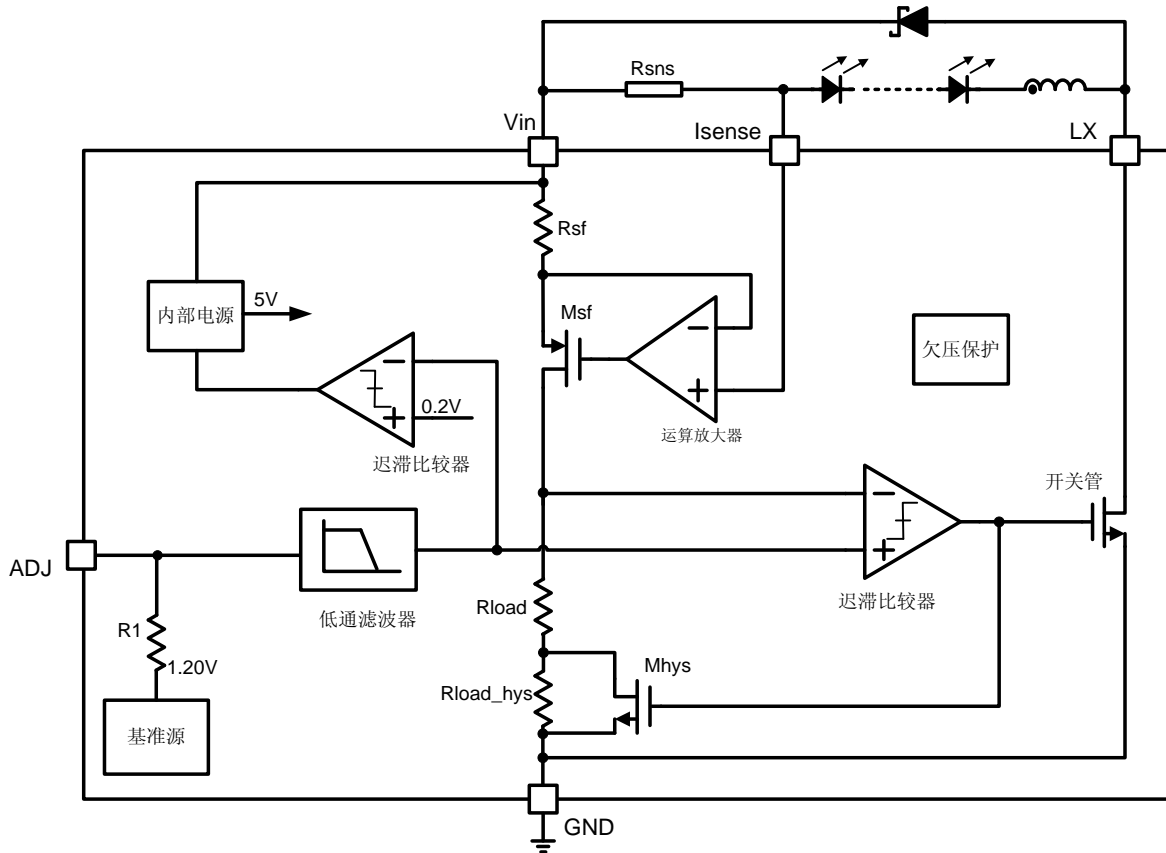 Rsns
Vin
Isense
LX
Rsf
内部电源
5V
Msf
欠压保护
0.2V
运算放大器
迟滞比较器
开关管
ADJ
低通滤波器
迟滞比较器
Rload
R1
1.20V
Mhys
Rload_hys
基准源
GND